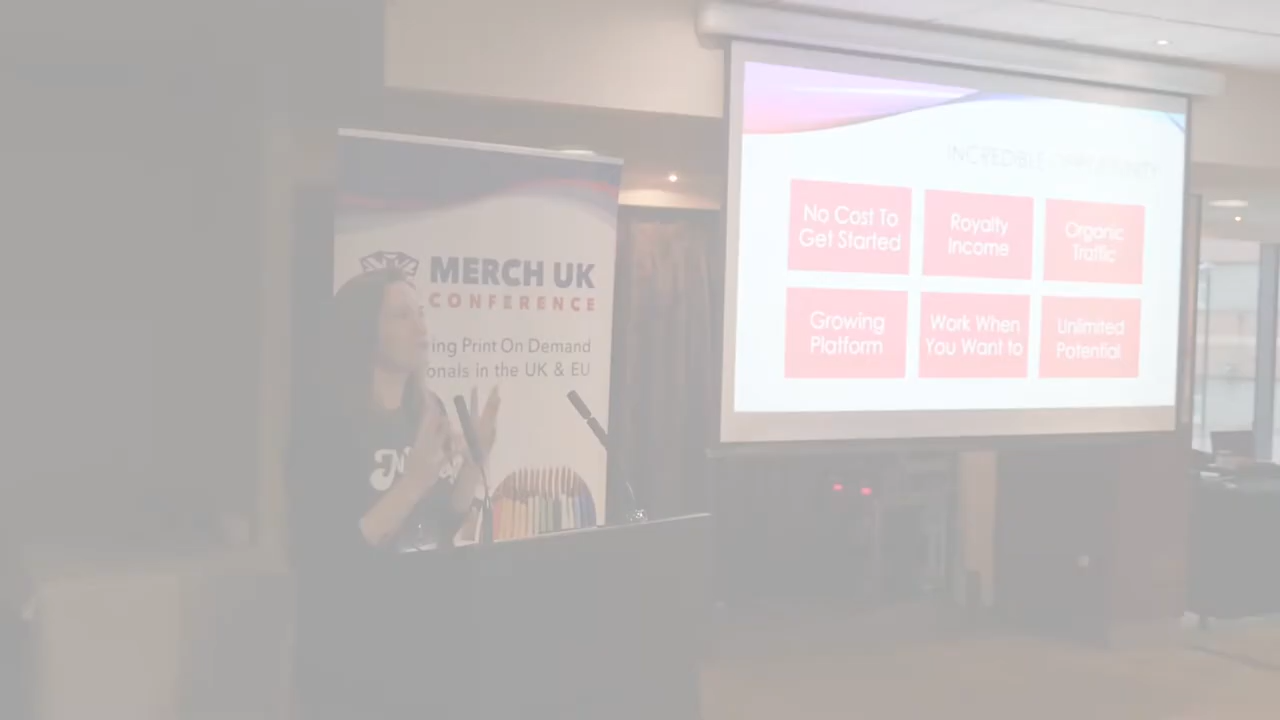 MERCH UK
CONFERENCE
ing Print On Demand
onals in the UK & EU
INCREDIBLE
No Cost To
Get Started
Royalty
Income
Organic
Traffic
Growing
Platform
Work When
You Want to
Unlimited
Potential